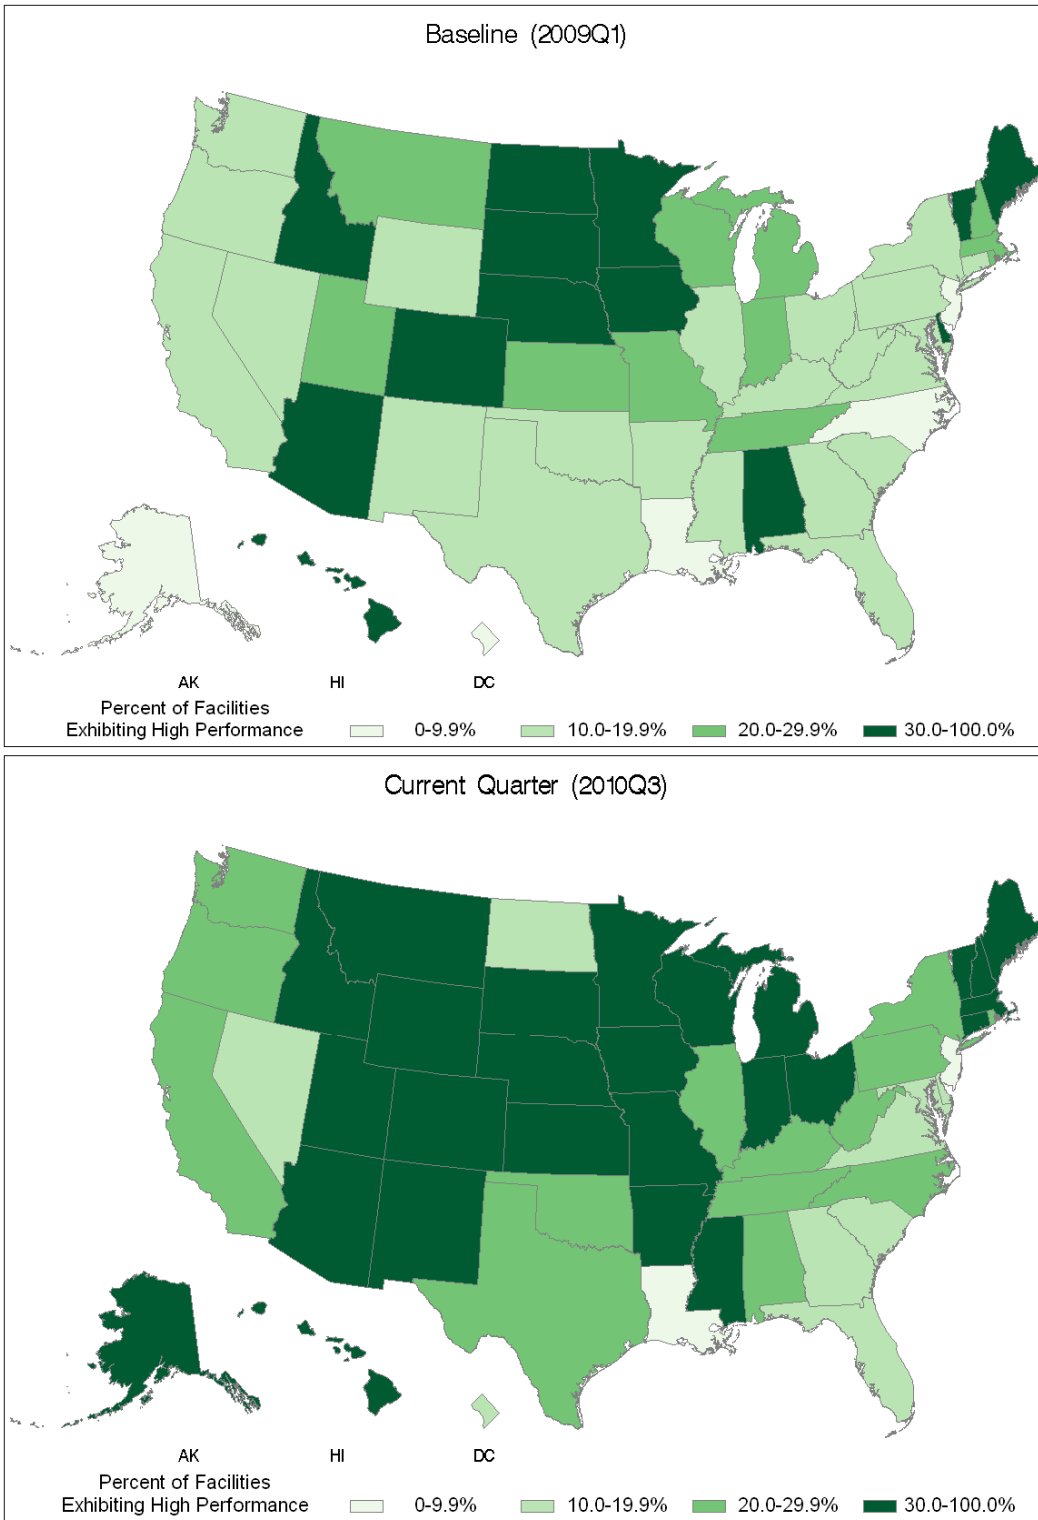 Baseline (2009Q1)
AK HI DC
Percent of Facilities
Exhibiting High Performance 0-9.9% 10.0-19.9% 20.0-29.9% 30.0-100.0%
Current Quarter (2010Q3)
AK HI DC
Percent of Facilities
Exhibiting High Performance 0-9.9% 10.0-19.9% 20.0-29.9% 30.0-100.0%